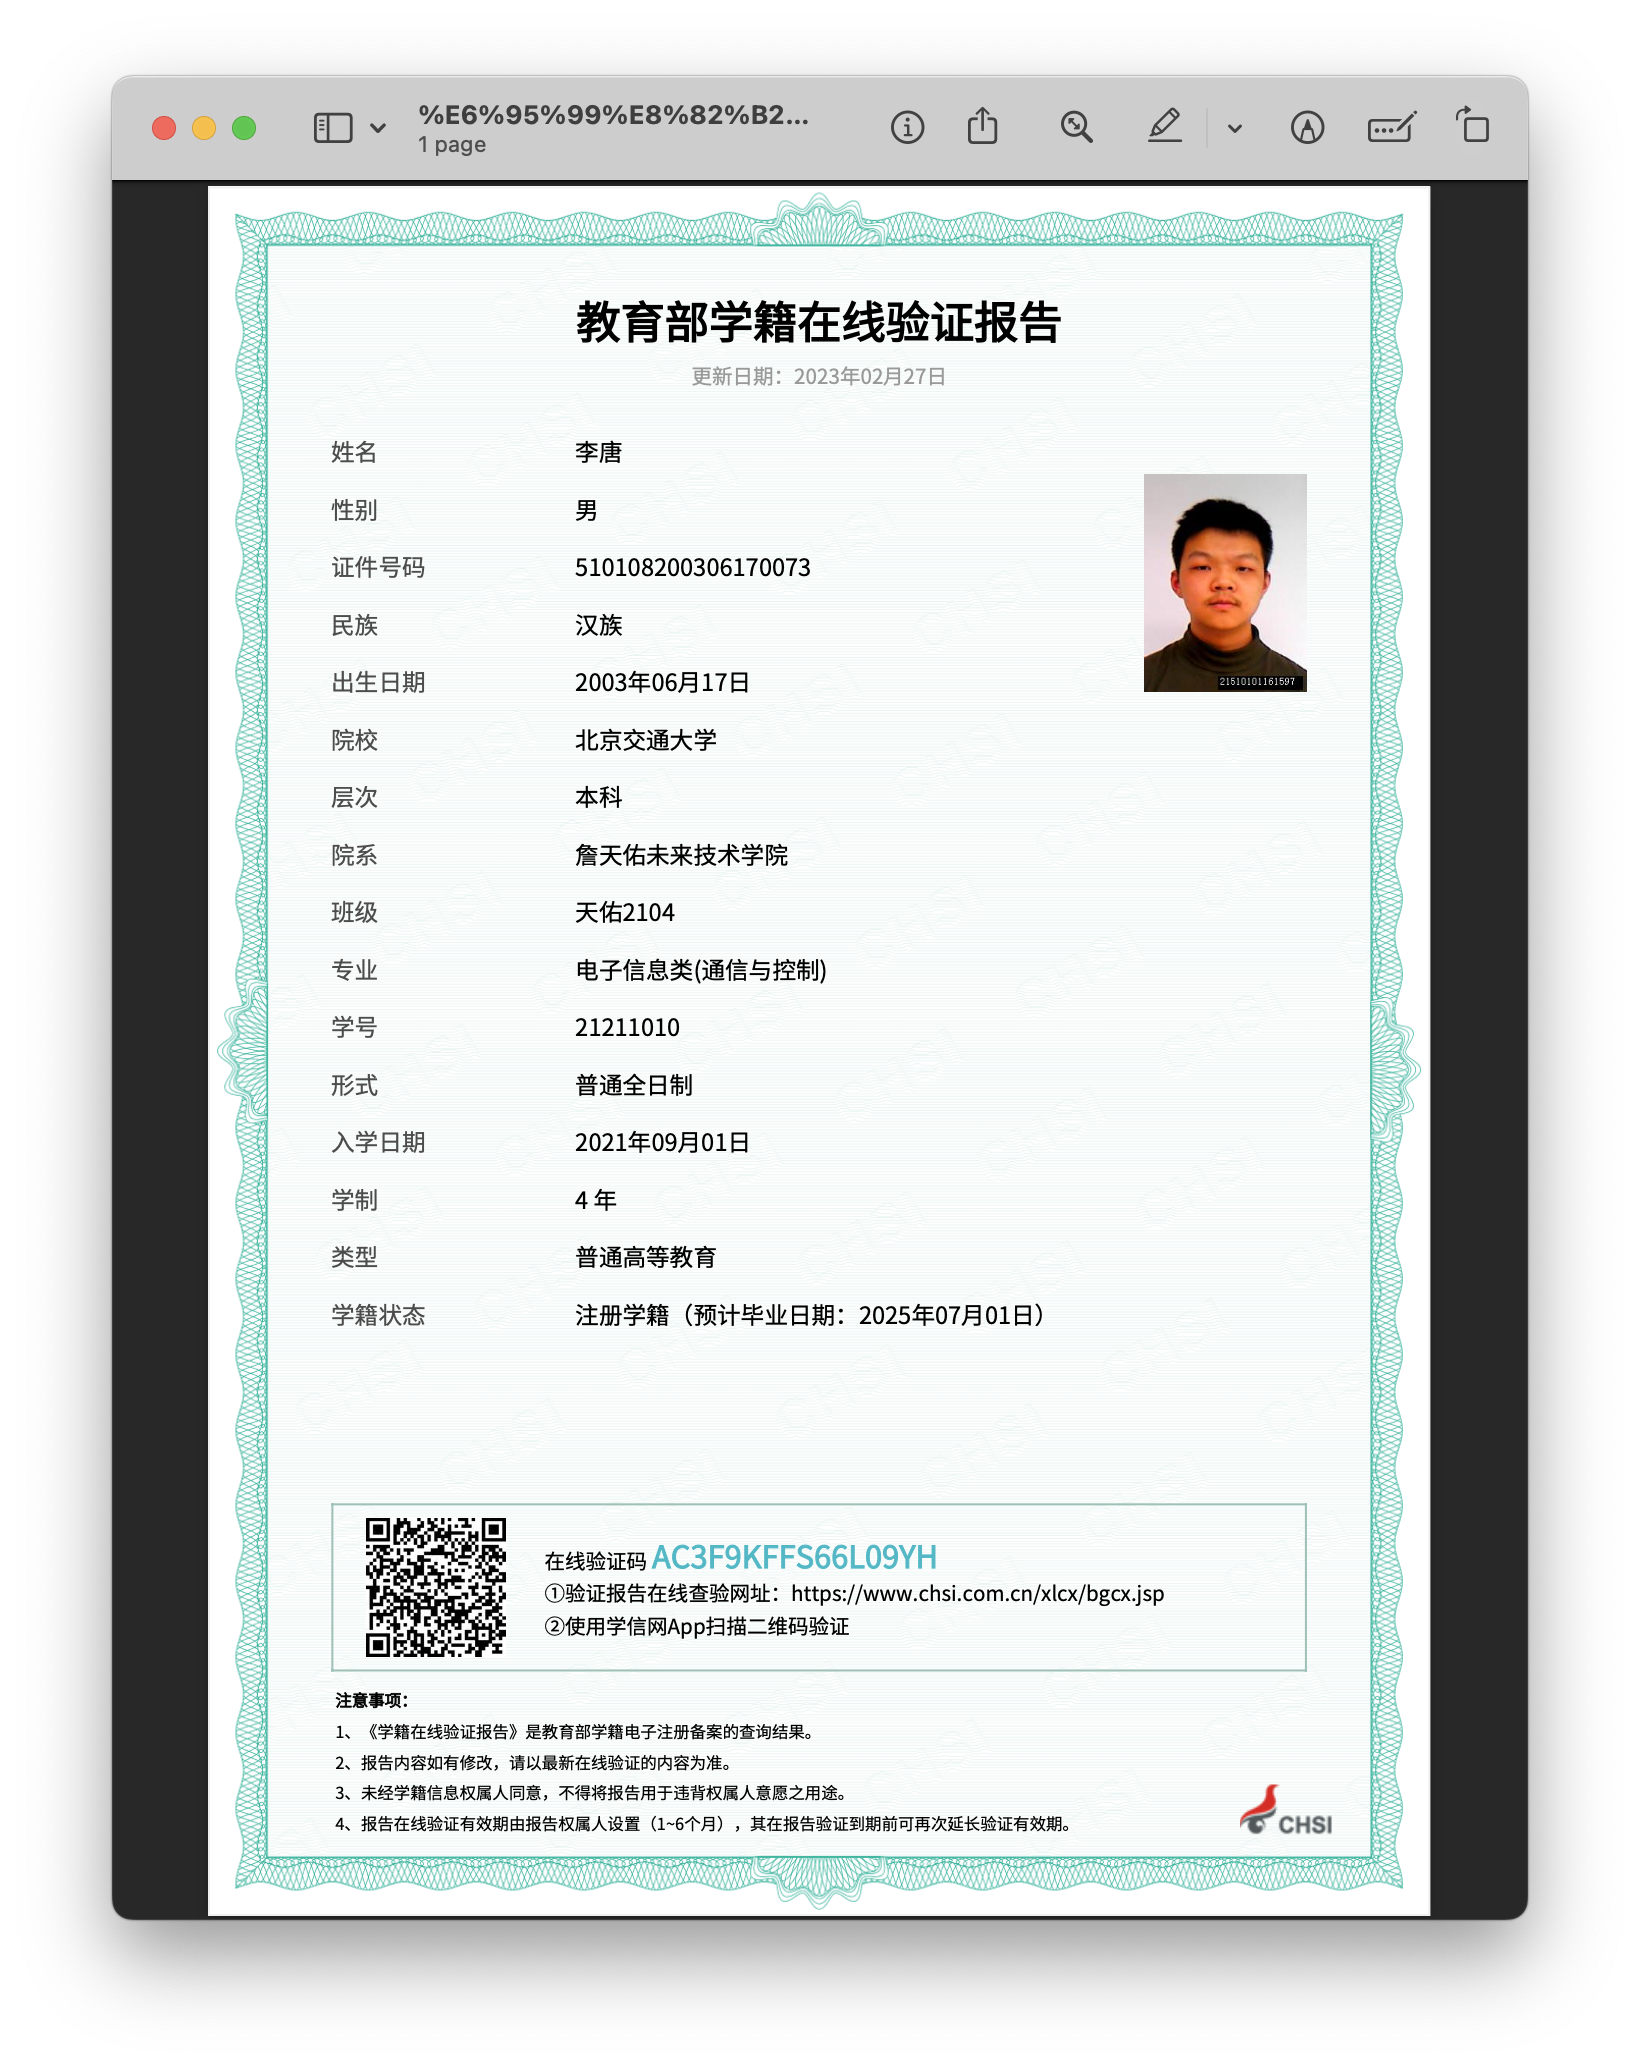 %E6%95%99%E8%82%B2...
1 page
教育部学籍在线验证报告
更新日期：2023年02月27日
姓名 李唐
性别 男
证件号码 510108200306170073
民族 汉族
出生日期 2003年06月17日
院校 北京交通大学
层次 本科
院系 詹天佑未来技术学院
班级 天佑2104
专业 电子信息类(通信与控制)
学号 21211010
形式 普通全日制
入学日期 2021年09月01日
学制 4 年
类型 普通高等教育
学籍状态 注册学籍（预计毕业日期：2025年07月01日）
21510101161597
在线验证码 AC3F9KFFS66L09YH
①验证报告在线查验网址：https://www.chsi.com.cn/xlcx/bgcx.jsp
②使用学信网App扫描二维码验证
注意事项：
1、《学籍在线验证报告》是教育部学籍电子注册备案的查询结果。
2、报告内容如有修改，请以最新在线验证的内容为准。
3、未经学籍信息权属人同意，不得将报告用于违背权属人意愿之用途。
4、报告在线验证有效期由报告权属人设置（1~6个月），其在报告验证到期前可再次延长验证有效期。
CHSI